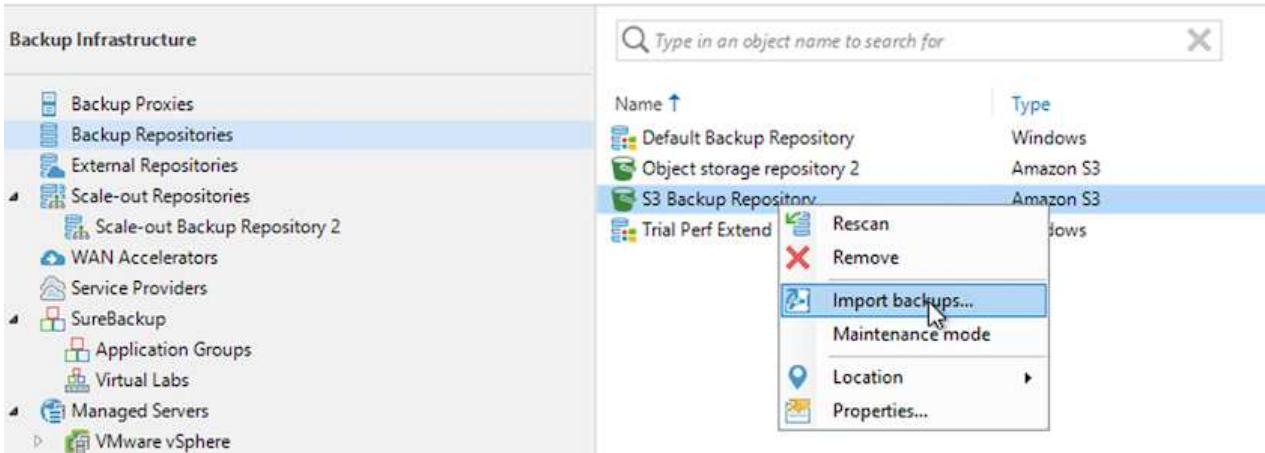 Backup Infrastructure
Backup Proxies
Backup Repositories
External Repositories
Scale-out Repositories
Scale-out Backup Repository 2
WAN Accelerators
Service Providers
SureBackup
Application Groups
Virtual Labs
Managed Servers
VMware vSphere
Type in an object name to search for
Name Type
Default Backup Repository Windows
Object storage repository 2 Amazon S3
S3 Backup Repository Amazon S3
Trial Perf Extend dows
Rescan
Remove
Import backups...
Maintenance mode
Location
Properties...